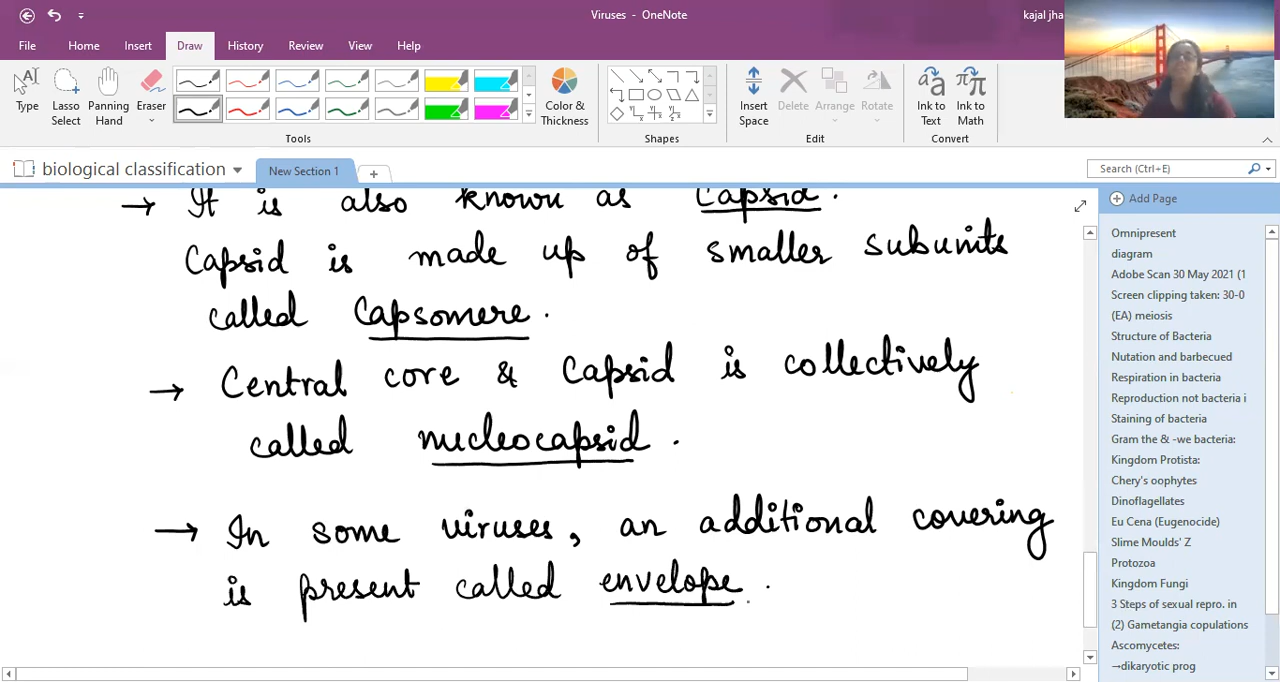 Viruses - OneNote
kajal jha
File Home Insert Draw History Review View Help
Type
Lasso Select
Panning Hand
Eraser
Color & Thickness
Insert Space
Delete
Arrange
Rotate
Ink to Text
Ink to Math
Tools
Shapes
Edit
Convert
biological classification
New Section 1
Search (Ctrl+E)
→ It is also known as Capsid.
Capsid is made up of smaller subunits
called Capsomere.
→ Central core & Capsid is collectively
called nucleocapsid.
→ In some viruses, an additional covering
is present called envelope.
Add Page
Omnipresent
diagram
Adobe Scan 30 May 2021 (1
Screen clipping taken: 30-0
(EA) meiosis
Structure of Bacteria
Nutation and barbecued
Respiration in bacteria
Reproduction not bacteria i
Staining of bacteria
Gram the & -we bacteria:
Kingdom Protista:
Chery's oophytes
Dinoflagellates
Eu Cena (Eugenocide)
Slime Moulds' Z
Protozoa
Kingdom Fungi
3 Steps of sexual repro. in
(2) Gametangia copulations
Ascomycetes:
→dikaryotic prog